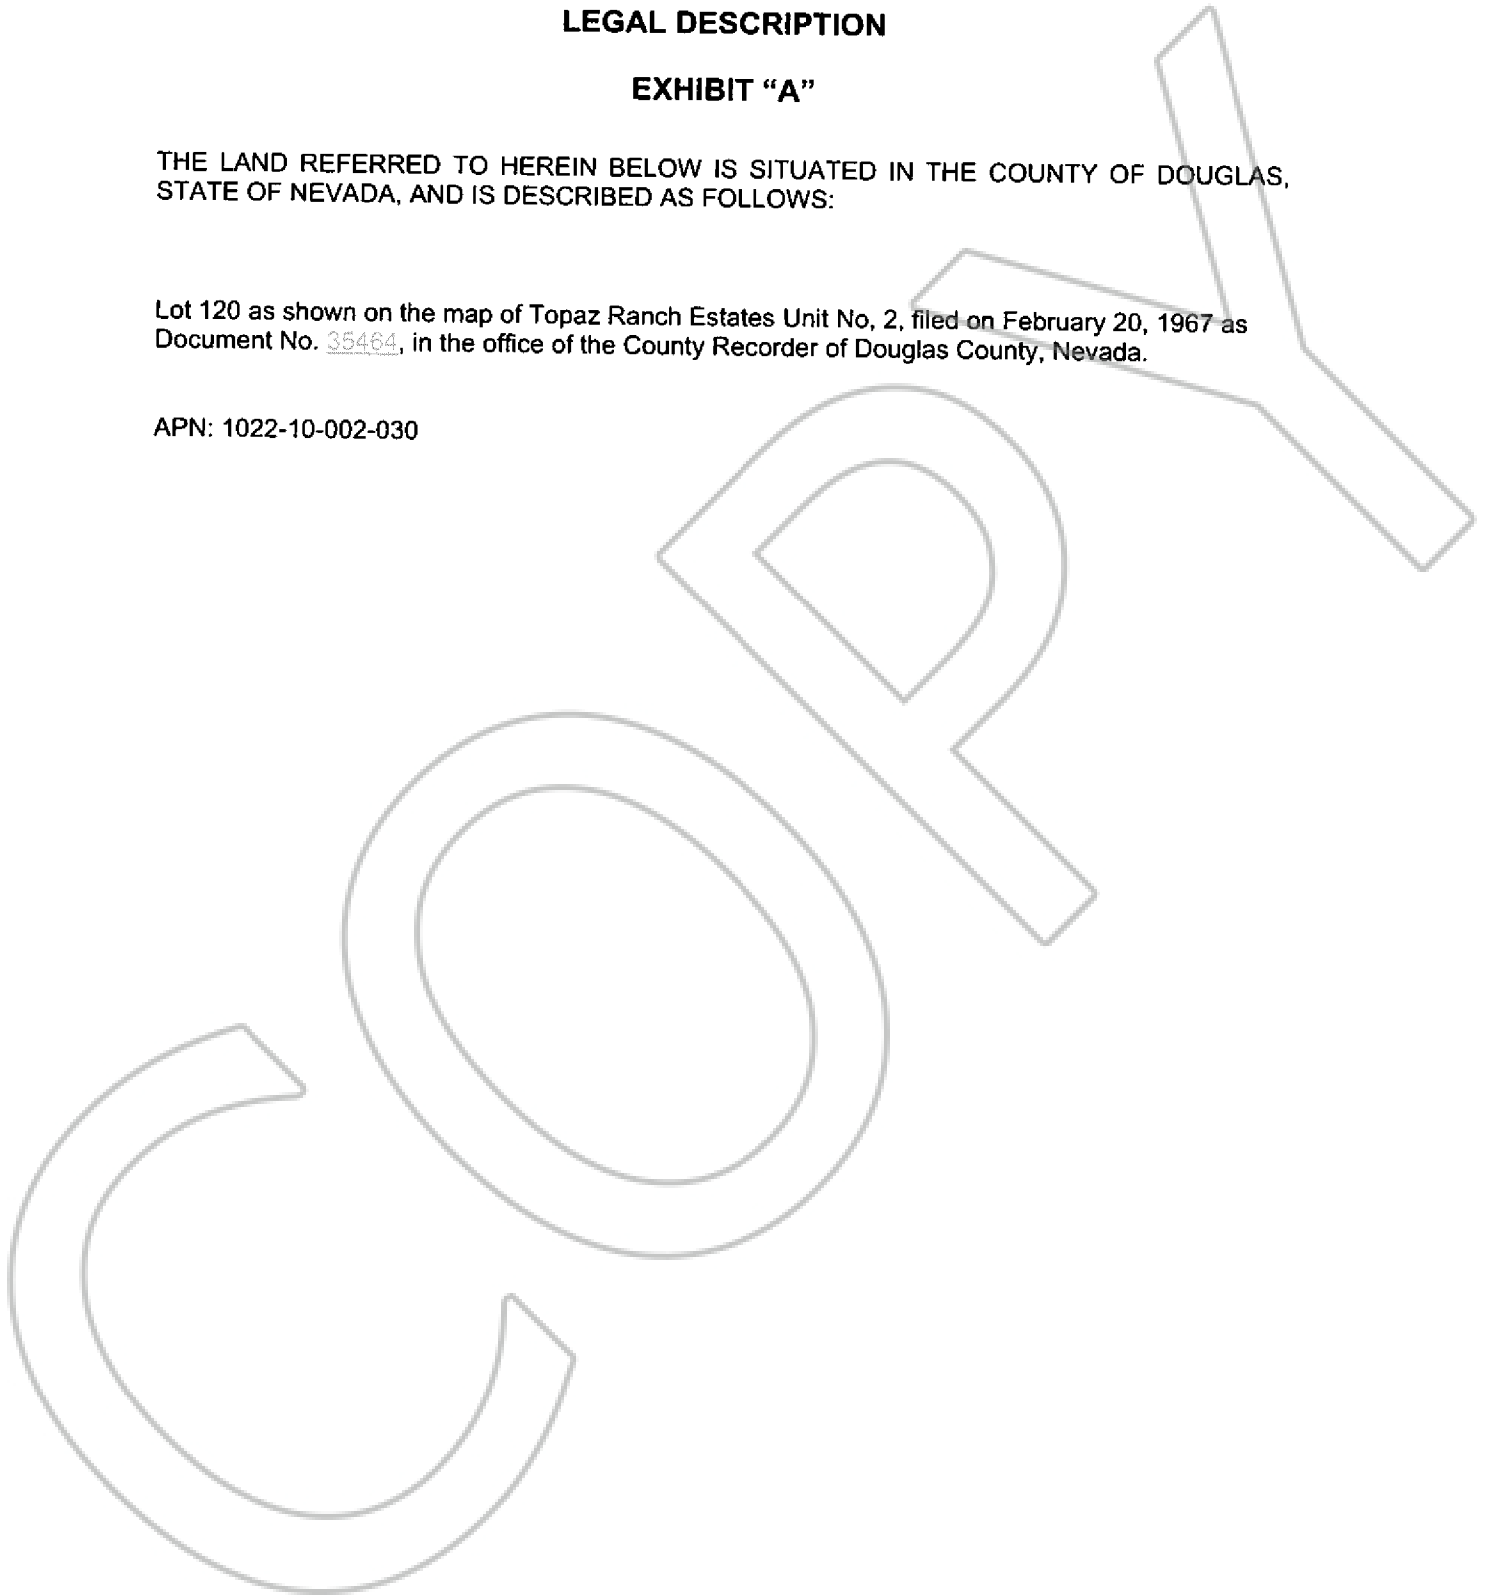 LEGAL DESCRIPTION
EXHIBIT “A”
THE LAND REFERRED TO HEREIN BELOW IS SITUATED IN THE COUNTY OF DOUGLAS,
STATE OF NEVADA, AND IS DESCRIBED AS FOLLOWS:
Lot 120 as shown on the map of Topaz Ranch Estates Unit No, 2, filed on February 20, 1967 as
Document No. 35464, in the office of the County Recorder of Douglas County, Nevada.
APN: 1022-10-002-030
COPY